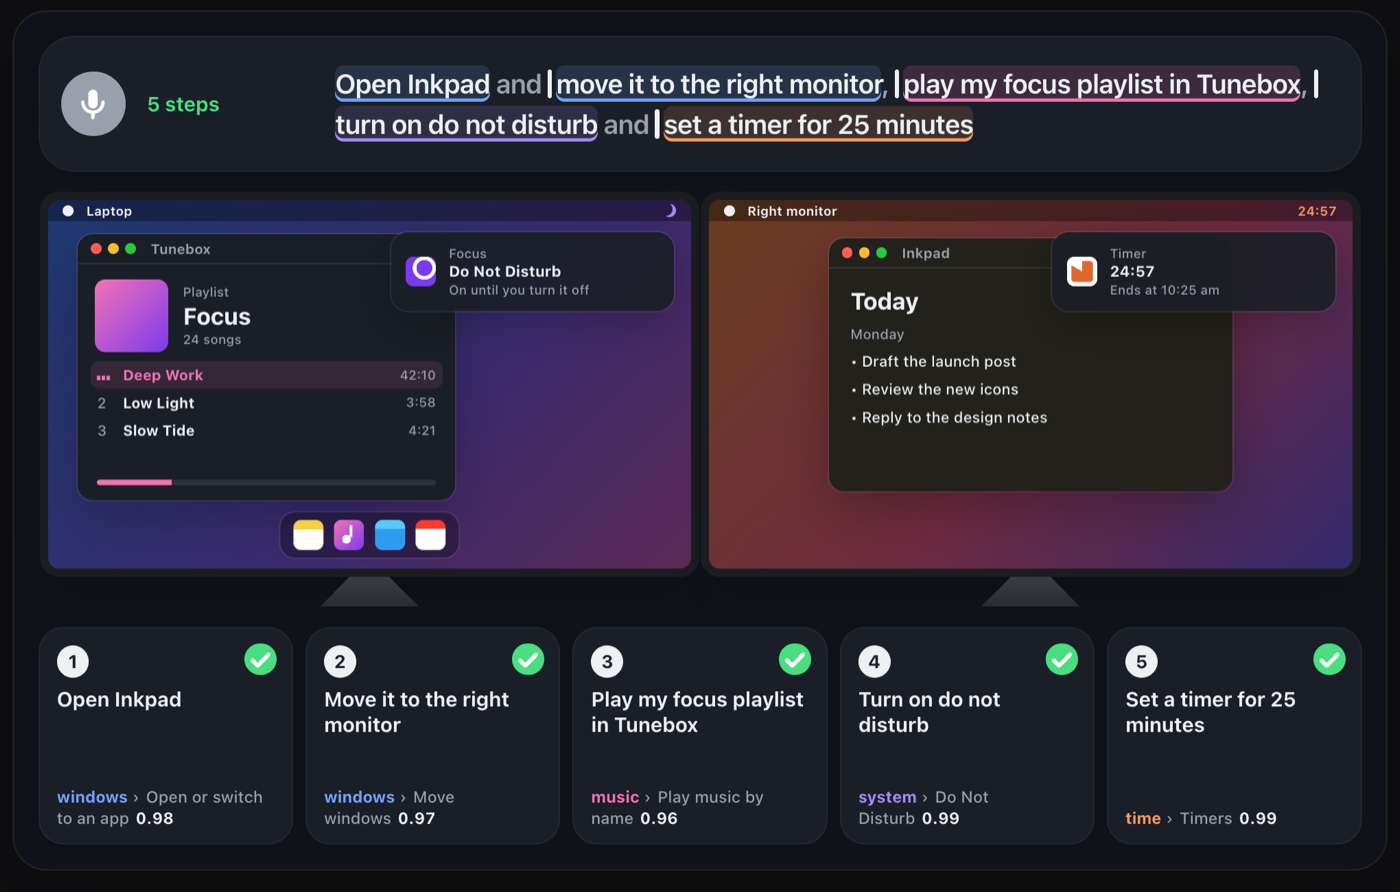 5 steps
Open Inkpad and move it to the right monitor, play my focus playlist in Tunebox,
turn on do not disturb and set a timer for 25 minutes
Laptop
Tunebox
Playlist
Focus
24 songs
Deep Work 42:10
2 Low Light 3:58
3 Slow Tide 4:21
Focus
Do Not Disturb
On until you turn it off
Right monitor 24:57
Inkpad
Today
Monday
• Draft the launch post
• Review the new icons
• Reply to the design notes
Timer
24:57
Ends at 10:25 am
1
Open Inkpad
windows › Open or switch
to an app 0.98
2
Move it to the right
monitor
windows › Move
windows 0.97
3
Play my focus playlist
in Tunebox
music › Play music by
name 0.96
4
Turn on do not
disturb
system › Do Not
Disturb 0.99
5
Set a timer for 25
minutes
time › Timers 0.99